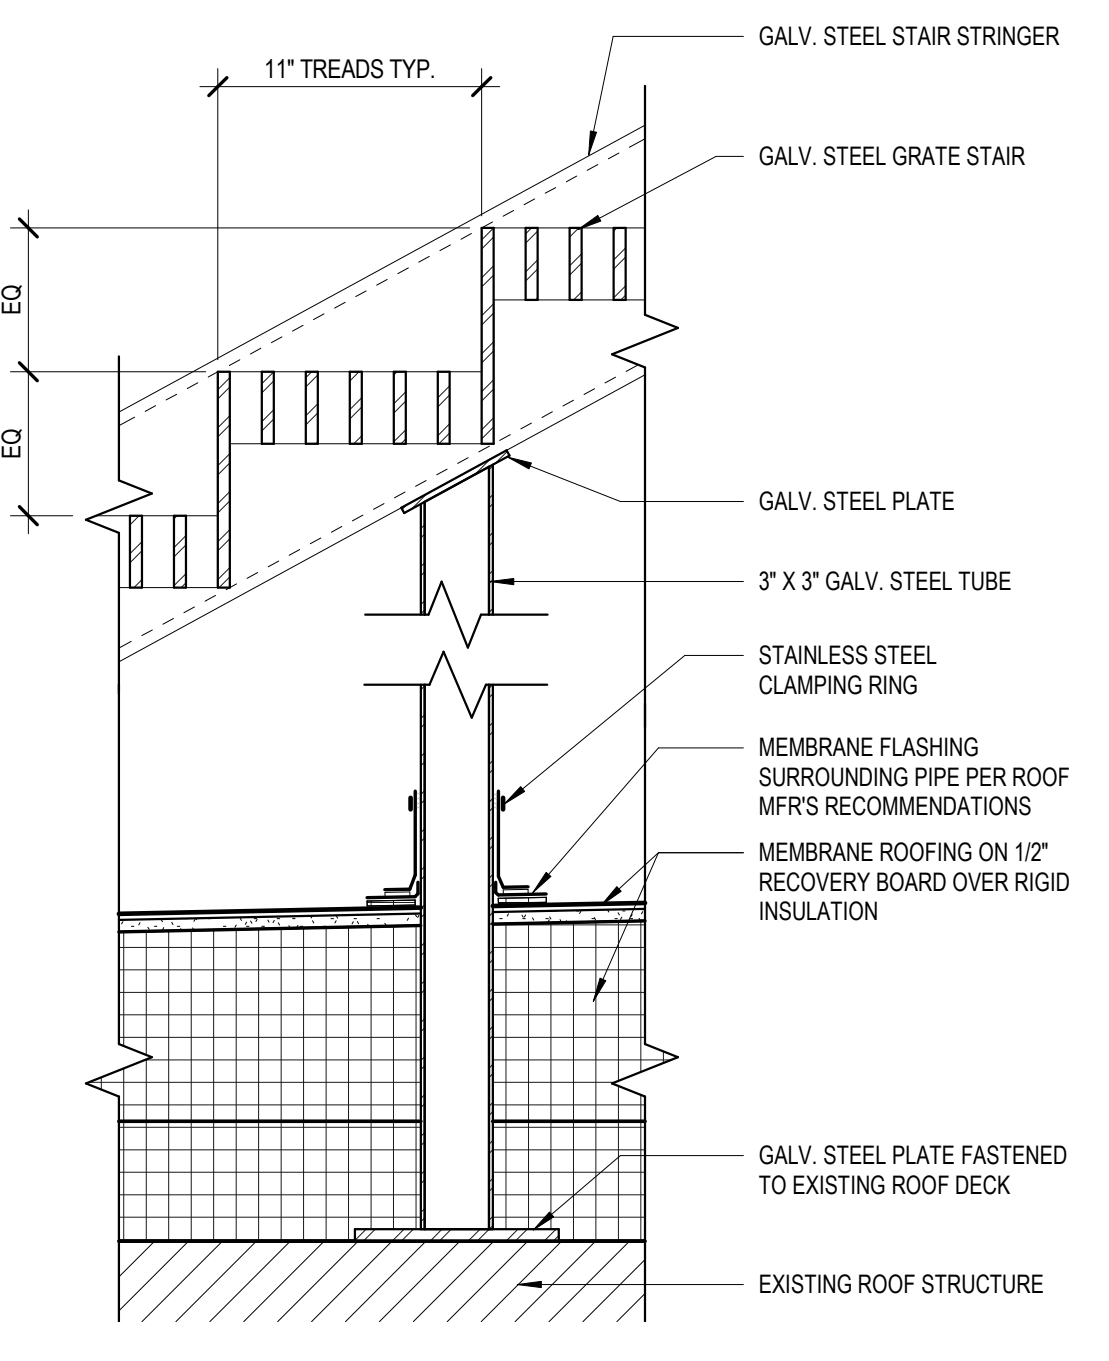 GALV. STEEL STAIR STRINGER
11" TREADS TYP.
GALV. STEEL GRATE STAIR
EQ
EQ
GALV. STEEL PLATE
3" X 3" GALV. STEEL TUBE
STAINLESS STEEL
CLAMPING RING
MEMBRANE FLASHING
SURROUNDING PIPE PER ROOF
MFR'S RECOMMENDATIONS
MEMBRANE ROOFING ON 1/2"
RECOVERY BOARD OVER RIGID
INSULATION
GALV. STEEL PLATE FASTENED
TO EXISTING ROOF DECK
EXISTING ROOF STRUCTURE